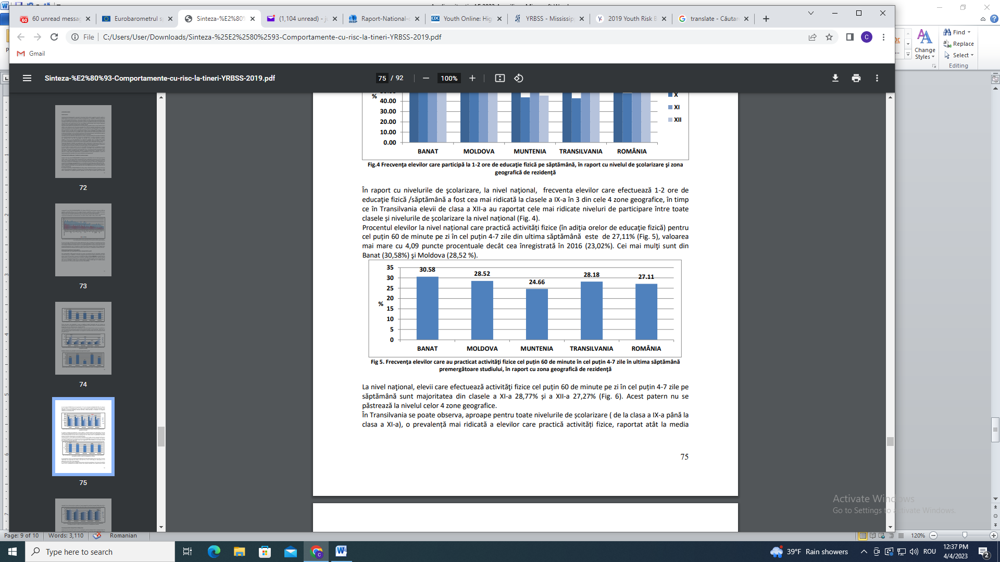 60 unread messag
Eurobarometrul s
Sinteza-%E2%80%
(1,104 unread) - j
Raport-National-
Youth Online: Hig
YRBSS - Mississip
2019 Youth Risk B
translate - Căutar
File
C:/Users/User/Downloads/Sinteza-%25E2%2580%2593-Comportamente-cu-risc-la-tineri-YRBSS-2019.pdf
Gmail
Find
Replace
Select
Change
Styles
Editing
Sinteza-%E2%80%93-Comportamente-cu-risc-la-tineri-YRBSS-2019.pdf
75 / 92
100%
72
73
74
75
%
40.00
30.00
20.00
10.00
0.00
BANAT MOLDOVA MUNTENIA TRANSILVANIA ROMÂNIA
X
XI
XII
Fig.4 Frecvenţa elevilor care participă la 1-2 ore de educaţie fizică pe săptămână, în raport cu nivelul de şcolarizare şi zona
geografică de rezidenţă
În raport cu nivelurile de şcolarizare, la nivel naţional, frecventa elevilor care efectuează 1-2 ore de
educaţie fizică /săptămână a fost cea mai ridicată la clasele a IX-a în 3 din cele 4 zone geografice, în timp
ce în Transilvania elevii de clasa a XII-a au raportat cele mai ridicate niveluri de participare între toate
clasele și nivelurile de școlarizare la nivel național (Fig. 4).
Procentul elevilor la nivel național care practică activități fizice (în adiţia orelor de educaţie fizică) pentru
cel puțin 60 de minute pe zi în cel puțin 4-7 zile din ultima săptămână este de 27,11% (Fig. 5), valoarea
mai mare cu 4,09 puncte procentuale decât cea înregistrată în 2016 (23,02%). Cei mai mulţi sunt din
Banat (30,58%) şi Moldova (28,52 %).
35
30
25
20
15
10
5
0
%
30.58
28.52
24.66
28.18
27.11
BANAT MOLDOVA MUNTENIA TRANSILVANIA ROMÂNIA
Fig 5. Frecvenţa elevilor care au practicat activităţi fizice cel puțin 60 de minute în cel puțin 4-7 zile în ultima săptămână
premergătoare studiului, în raport cu zona geografică de rezidenţă
La nivel naţional, elevii care efectuează activităţi fizice cel puțin 60 de minute pe zi în cel puțin 4-7 zile pe
săptămână sunt majoritatea din clasele a XI-a 28,77% și a XII-a 27,27% (Fig. 6). Acest patern nu se
păstrează la nivelul celor 4 zone geografice.
În Transilvania se poate observa, aproape pentru toate nivelurile de școlarizare ( de la clasa a IX-a până la
clasa a XI-a), o prevalență mai ridicată a elevilor care practică activități fizice, raportat atât la media
75
Activate Windows
Go to Settings to activate Windows.
Page: 9 of 10
Words: 3,110
Romanian
120%
Type here to search
39°F Rain showers
ROU
12:37 PM
4/4/2023
2